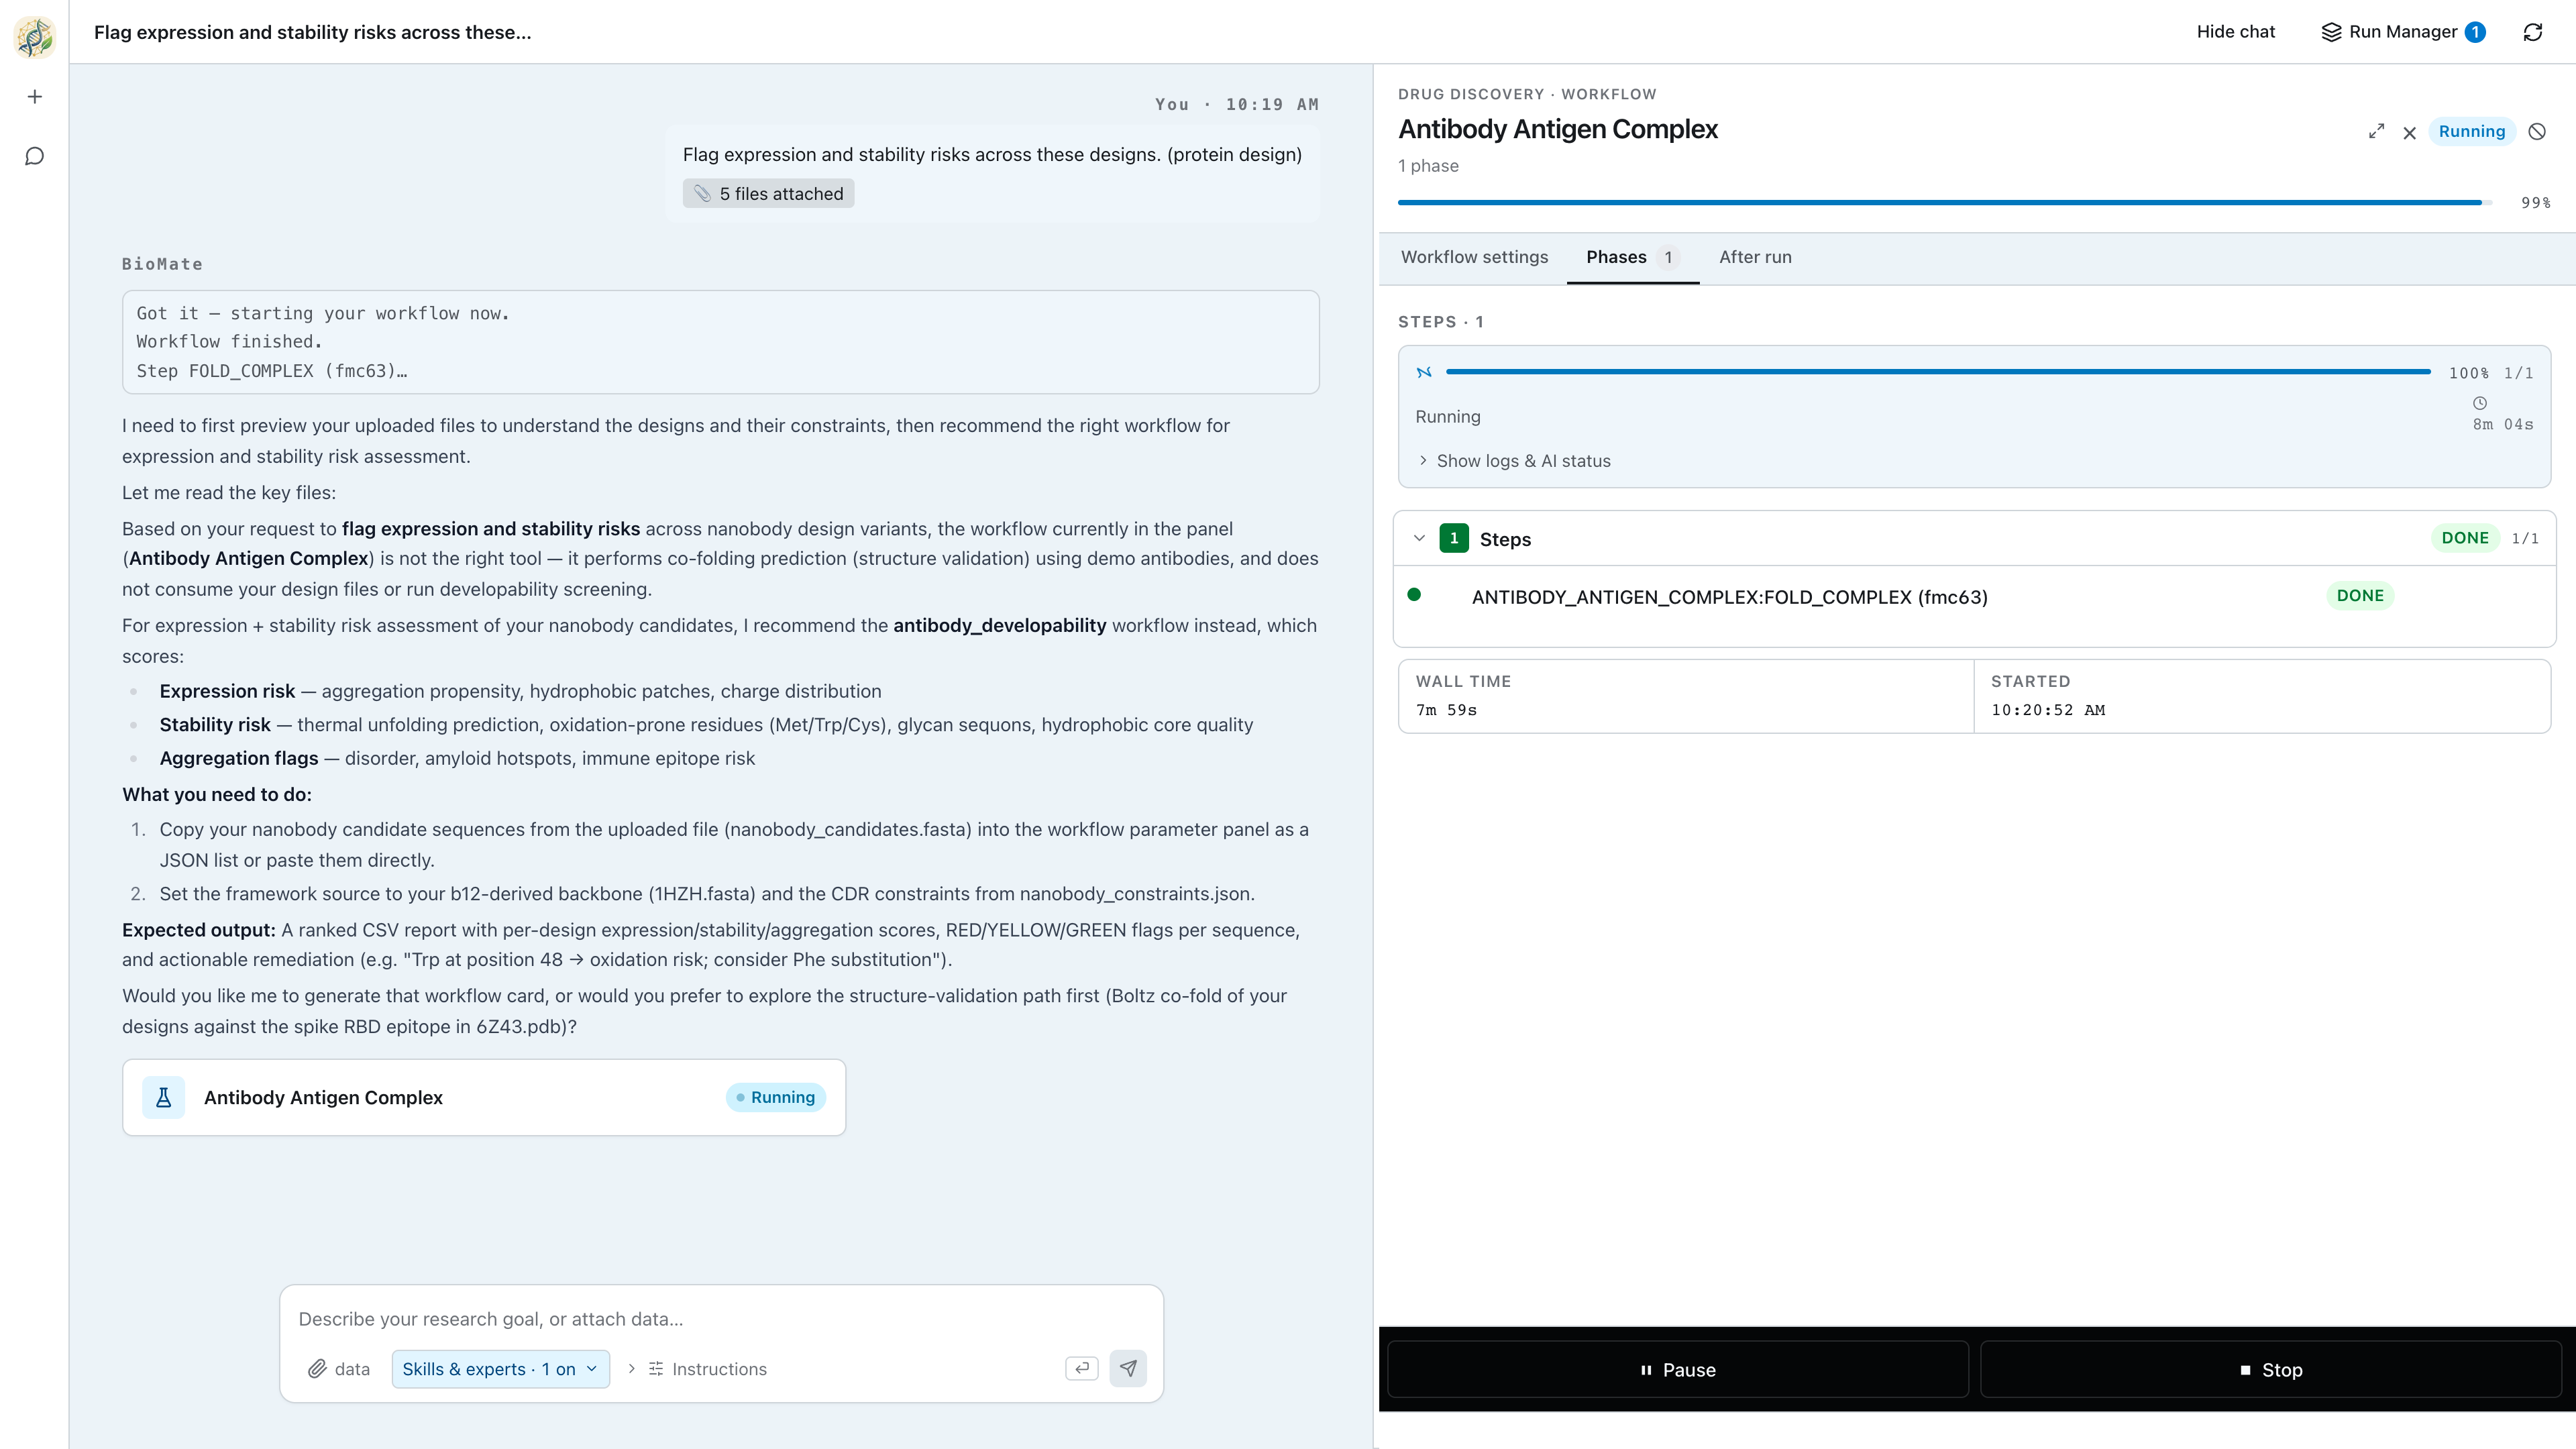 Flag expression and stability risks across these...
Hide chat
Run Manager 1
You · 10:19 AM
Flag expression and stability risks across these designs. (protein design)
5 files attached
BioMate
Got it — starting your workflow now.
Workflow finished.
Step FOLD_COMPLEX (fmc63)…
I need to first preview your uploaded files to understand the designs and their constraints, then recommend the right workflow for
expression and stability risk assessment.
Let me read the key files:
Based on your request to flag expression and stability risks across nanobody design variants, the workflow currently in the panel
(Antibody Antigen Complex) is not the right tool — it performs co-folding prediction (structure validation) using demo antibodies, and does
not consume your design files or run developability screening.
For expression + stability risk assessment of your nanobody candidates, I recommend the antibody_developability workflow instead, which
scores:
Expression risk — aggregation propensity, hydrophobic patches, charge distribution
Stability risk — thermal unfolding prediction, oxidation-prone residues (Met/Trp/Cys), glycan sequons, hydrophobic core quality
Aggregation flags — disorder, amyloid hotspots, immune epitope risk
What you need to do:
1. Copy your nanobody candidate sequences from the uploaded file (nanobody_candidates.fasta) into the workflow parameter panel as a
JSON list or paste them directly.
2. Set the framework source to your b12-derived backbone (1HZH.fasta) and the CDR constraints from nanobody_constraints.json.
Expected output: A ranked CSV report with per-design expression/stability/aggregation scores, RED/YELLOW/GREEN flags per sequence,
and actionable remediation (e.g. "Trp at position 48 → oxidation risk; consider Phe substitution").
Would you like me to generate that workflow card, or would you prefer to explore the structure-validation path first (Boltz co-fold of your
designs against the spike RBD epitope in 6Z43.pdb)?
Antibody Antigen Complex
Running
Describe your research goal, or attach data...
data
Skills & experts · 1 on
Instructions
DRUG DISCOVERY · WORKFLOW
Antibody Antigen Complex
Running
1 phase
99%
Workflow settings
Phases 1
After run
STEPS · 1
100% 1/1
Running
8m 04s
Show logs & AI status
1 Steps
DONE 1/1
ANTIBODY_ANTIGEN_COMPLEX:FOLD_COMPLEX (fmc63)
DONE
WALL TIME
7m 59s
STARTED
10:20:52 AM
Pause
Stop